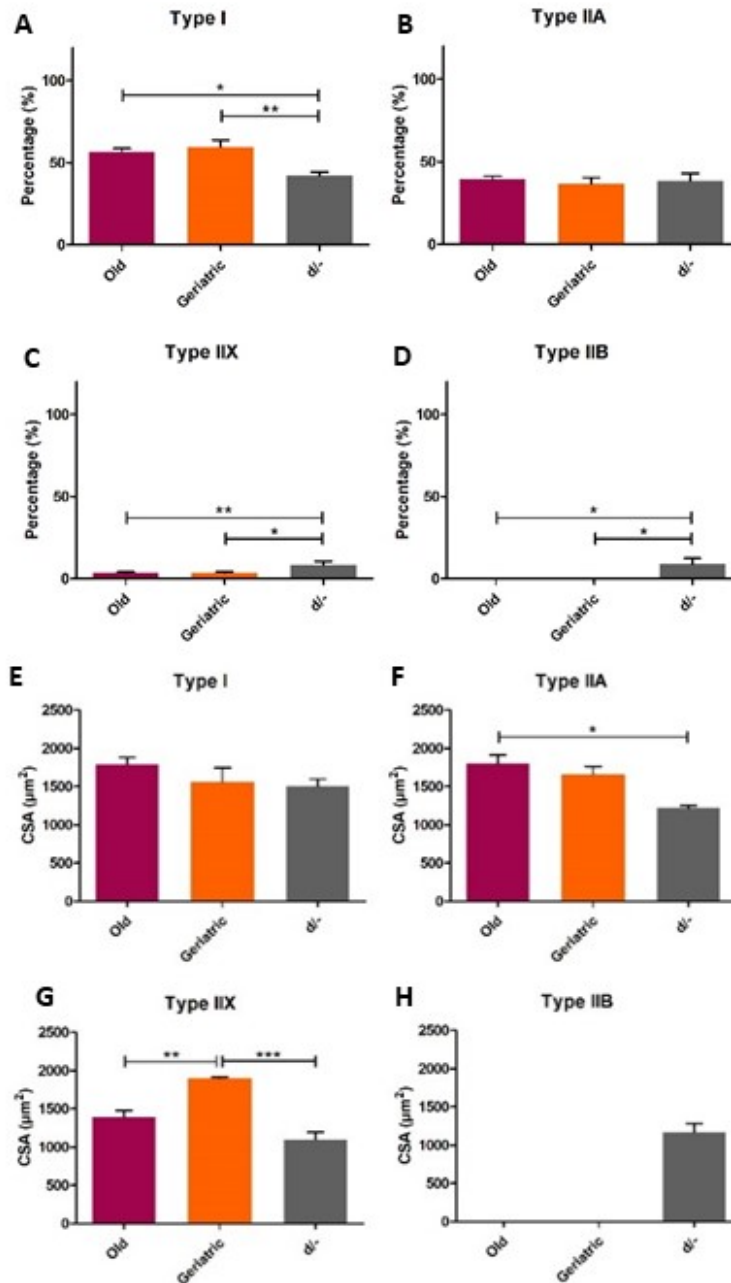 A
Type I
Percentage (%)
100
50
0
*
**
Old
Geriatric
d/-
B
Type IIA
Percentage (%)
100
50
0
Old
Geriatric
d/-
C
Type IIX
Percentage (%)
100
50
0
**
*
Old
Geriatric
d/-
D
Type IIB
Percentage (%)
100
50
0
*
*
Old
Geriatric
d/-
E
Type I
CSA (µm²)
2500
2000
1500
1000
500
0
Old
Geriatric
d/-
F
Type IIA
CSA (µm²)
2500
2000
1500
1000
500
0
*
Old
Geriatric
d/-
G
Type IIX
CSA (µm²)
2500
2000
1500
1000
500
0
**
***
Old
Geriatric
d/-
H
Type IIB
CSA (µm²)
2500
2000
1500
1000
500
0
Old
Geriatric
d/-